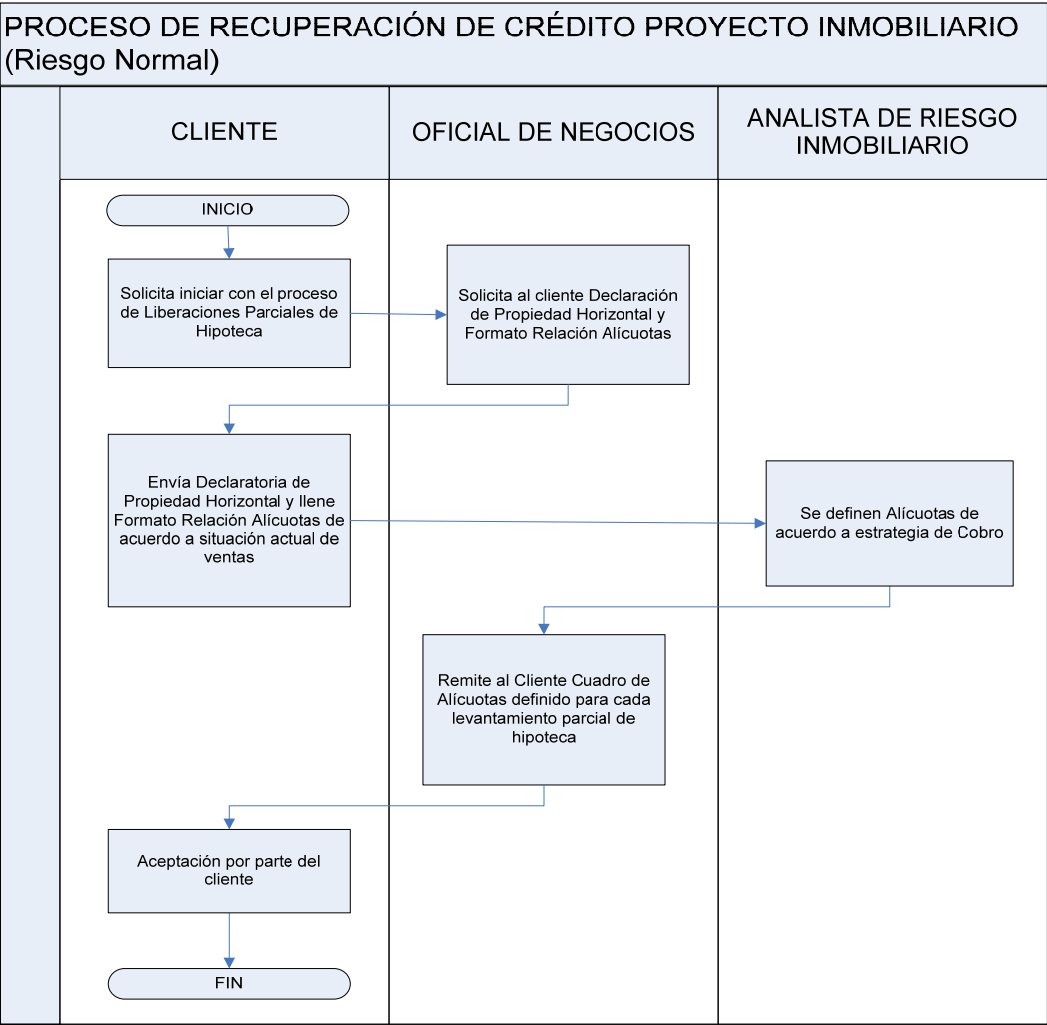 PROCESO DE RECUPERACIÓN DE CRÉDITO PROYECTO INMOBILIARIO
(Riesgo Normal)
CLIENTE
OFICIAL DE NEGOCIOS
ANALISTA DE RIESGO
INMOBILIARIO
INICIO
Solicita iniciar con el proceso
de Liberaciones Parciales de
Hipoteca
Solicita al cliente Declaración
de Propiedad Horizontal y
Formato Relación Alícuotas
Envía Declaratoria de
Propiedad Horizontal y llene
Formato Relación Alícuotas de
acuerdo a situación actual de
ventas
Se definen Alícuotas de
acuerdo a estrategia de Cobro
Remite al Cliente Cuadro de
Alícuotas definido para cada
levantamiento parcial de
hipoteca
Aceptación por parte del
cliente
FIN